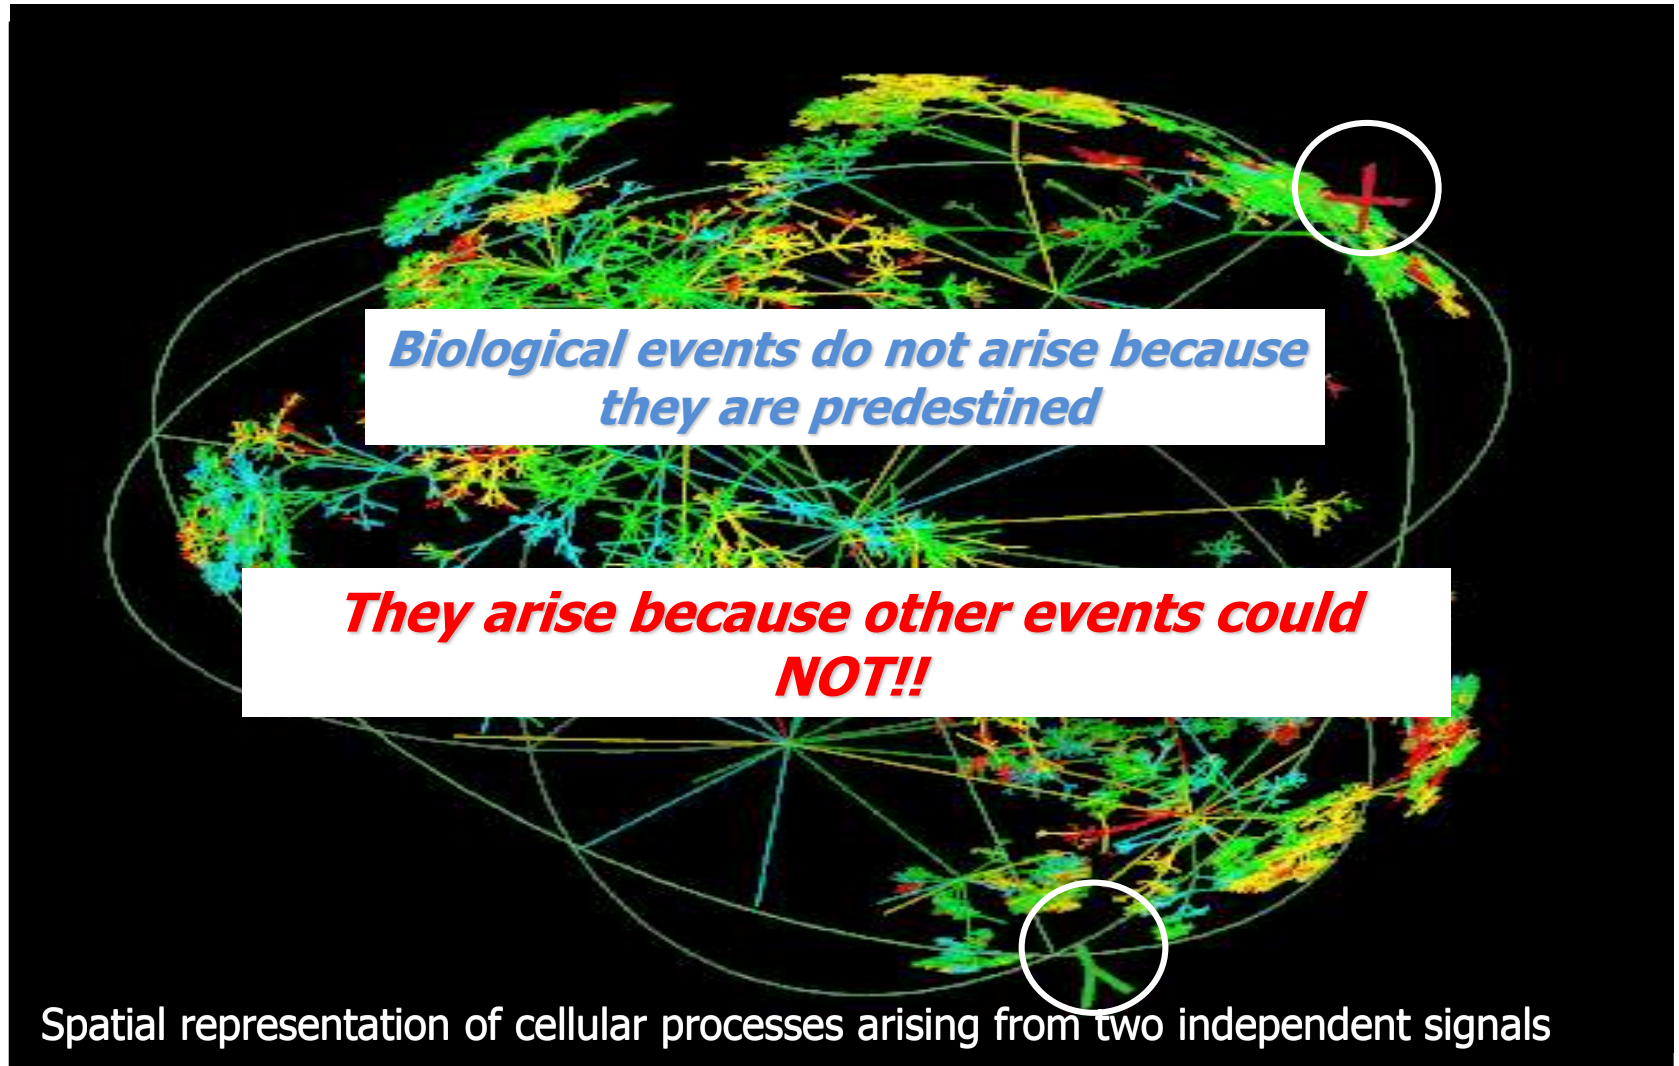 Biological events do not arise because
they are predestined
They arise because other events could
NOT!!
Spatial representation of cellular processes arising from two independent signals